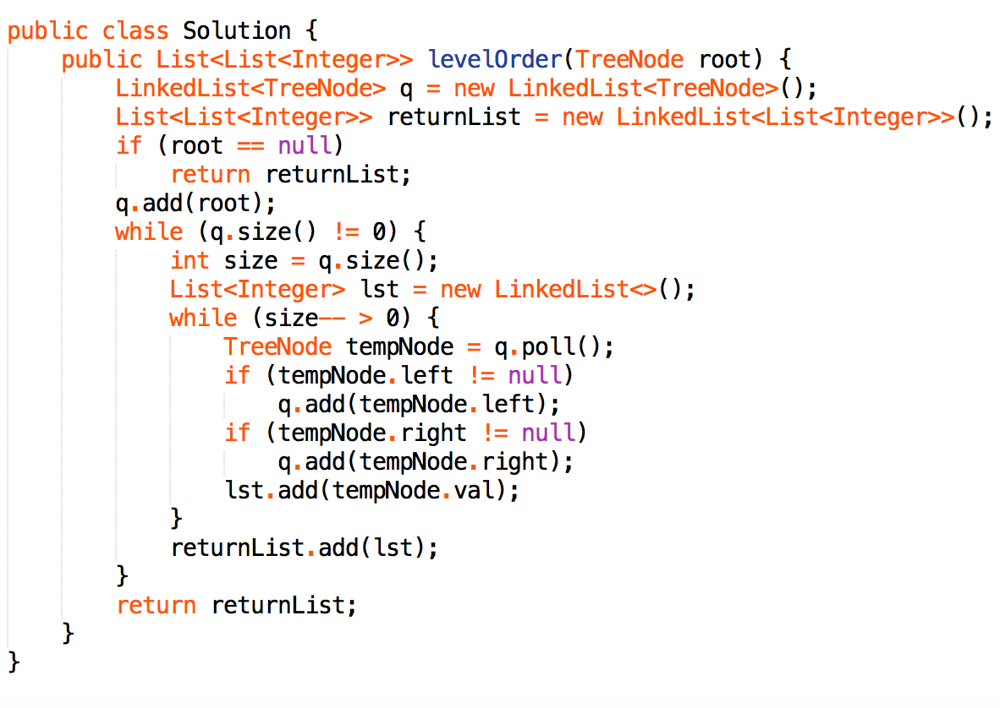 public class Solution {
    public List<List<Integer>> levelOrder(TreeNode root) {
        LinkedList<TreeNode> q = new LinkedList<TreeNode>();
        List<List<Integer>> returnList = new LinkedList<List<Integer>>();
        if (root == null)
            return returnList;
        q.add(root);
        while (q.size() != 0) {
            int size = q.size();
            List<Integer> lst = new LinkedList<>();
            while (size-- > 0) {
                TreeNode tempNode = q.poll();
                if (tempNode.left != null)
                    q.add(tempNode.left);
                if (tempNode.right != null)
                    q.add(tempNode.right);
                lst.add(tempNode.val);
            }
            returnList.add(lst);
        }
        return returnList;
    }
}